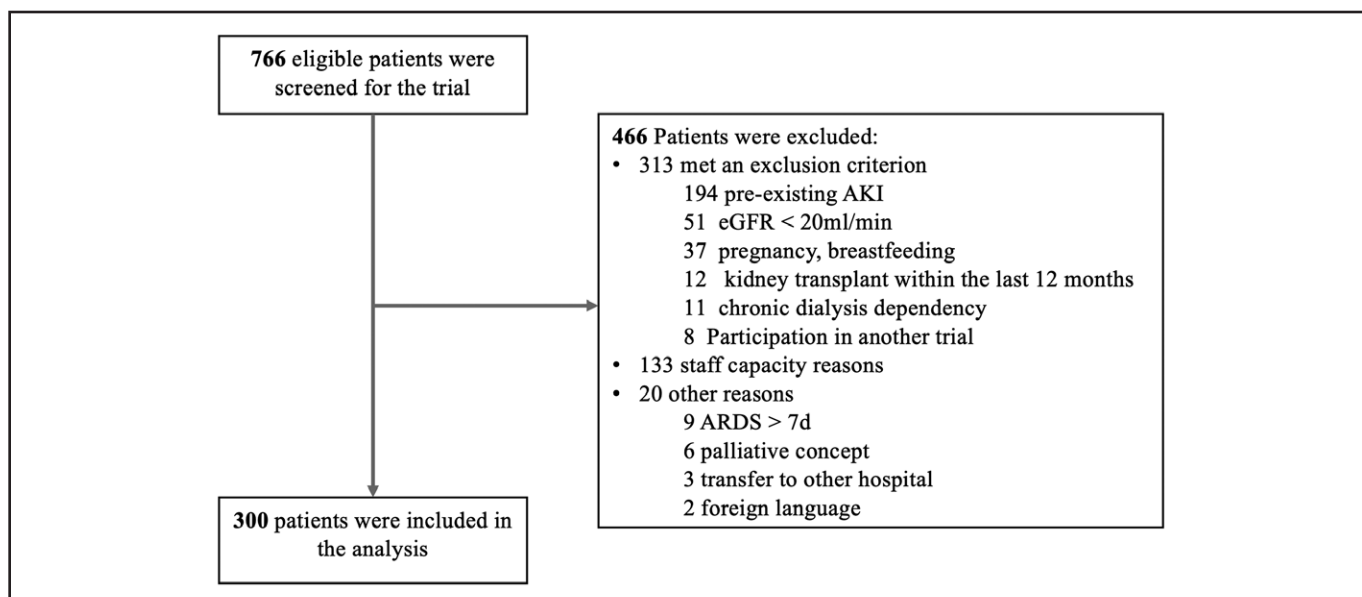 766 eligible patients were
screened for the trial
466 Patients were excluded:
• 313 met an exclusion criterion
194 pre-existing AKI
51 eGFR < 20ml/min
37 pregnancy, breastfeeding
12 kidney transplant within the last 12 months
11 chronic dialysis dependency
8 Participation in another trial
• 133 staff capacity reasons
• 20 other reasons
9 ARDS > 7d
6 palliative concept
3 transfer to other hospital
2 foreign language
300 patients were included in
the analysis